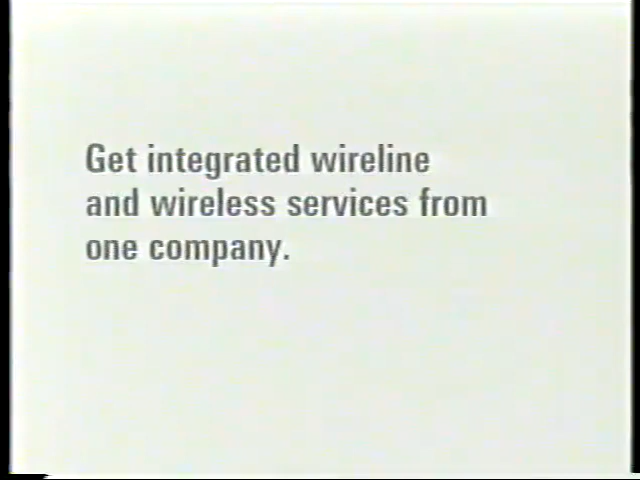 Get integrated wireline
and wireless services from
one company.